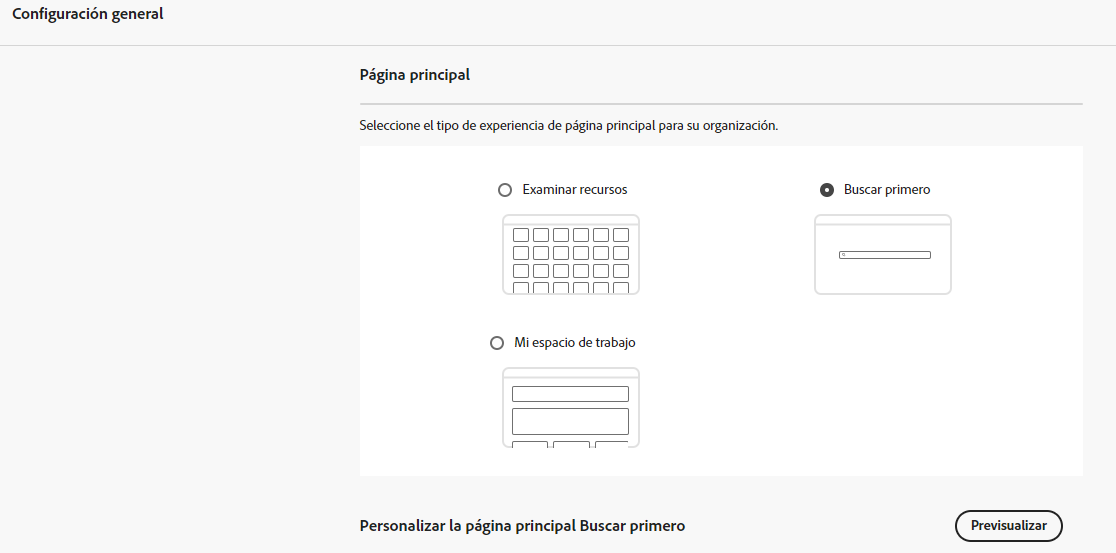 Configuración general
Página principal
Seleccione el tipo de experiencia de página principal para su organización.
Examinar recursos
Buscar primero
Mi espacio de trabajo
Personalizar la página principal Buscar primero
Previsualizar